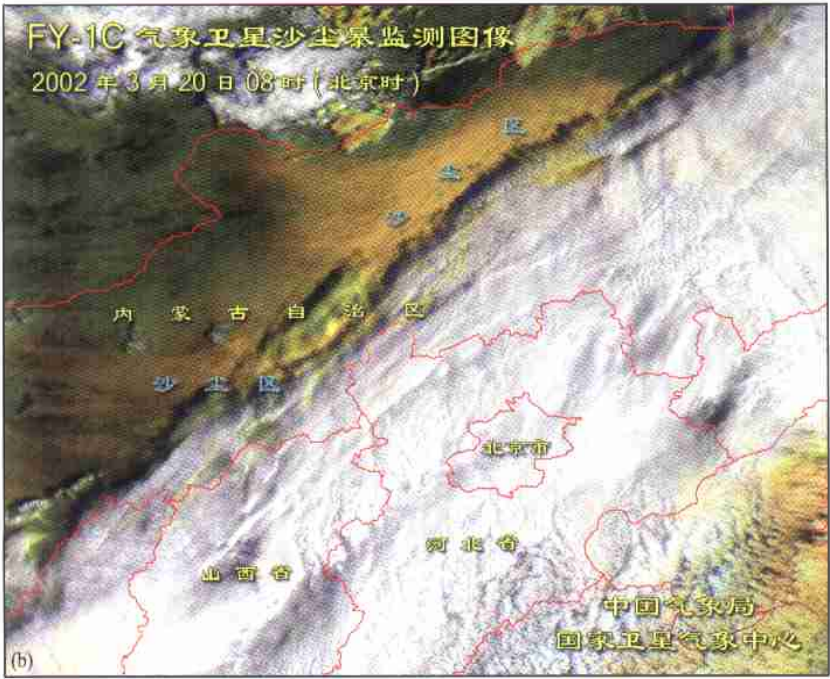 FY-1C 气象卫星沙尘暴监测图像
2002 年 3 月 20 日 08 时 ( 北京时 )
沙 尘 区
内 蒙 古 自 治 区
沙 尘 区
北京市
河 北 省
山 西 省
中国气象局
国家卫星气象中心
(b)